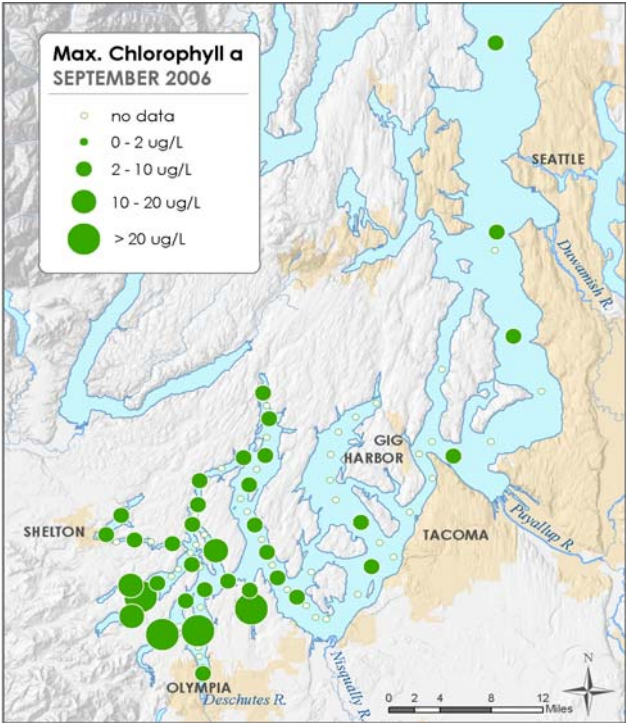 Max. Chlorophyll a
SEPTEMBER 2006
no data
0 - 2 ug/L
2 - 10 ug/L
10 - 20 ug/L
> 20 ug/L
SEATTLE
Duwamish R.
GIG
HARBOR
SHELTON
TACOMA
Puyallup R.
Nisqually R.
OLYMPIA
Deschutes R.
N
0 2 4 8 12
Miles